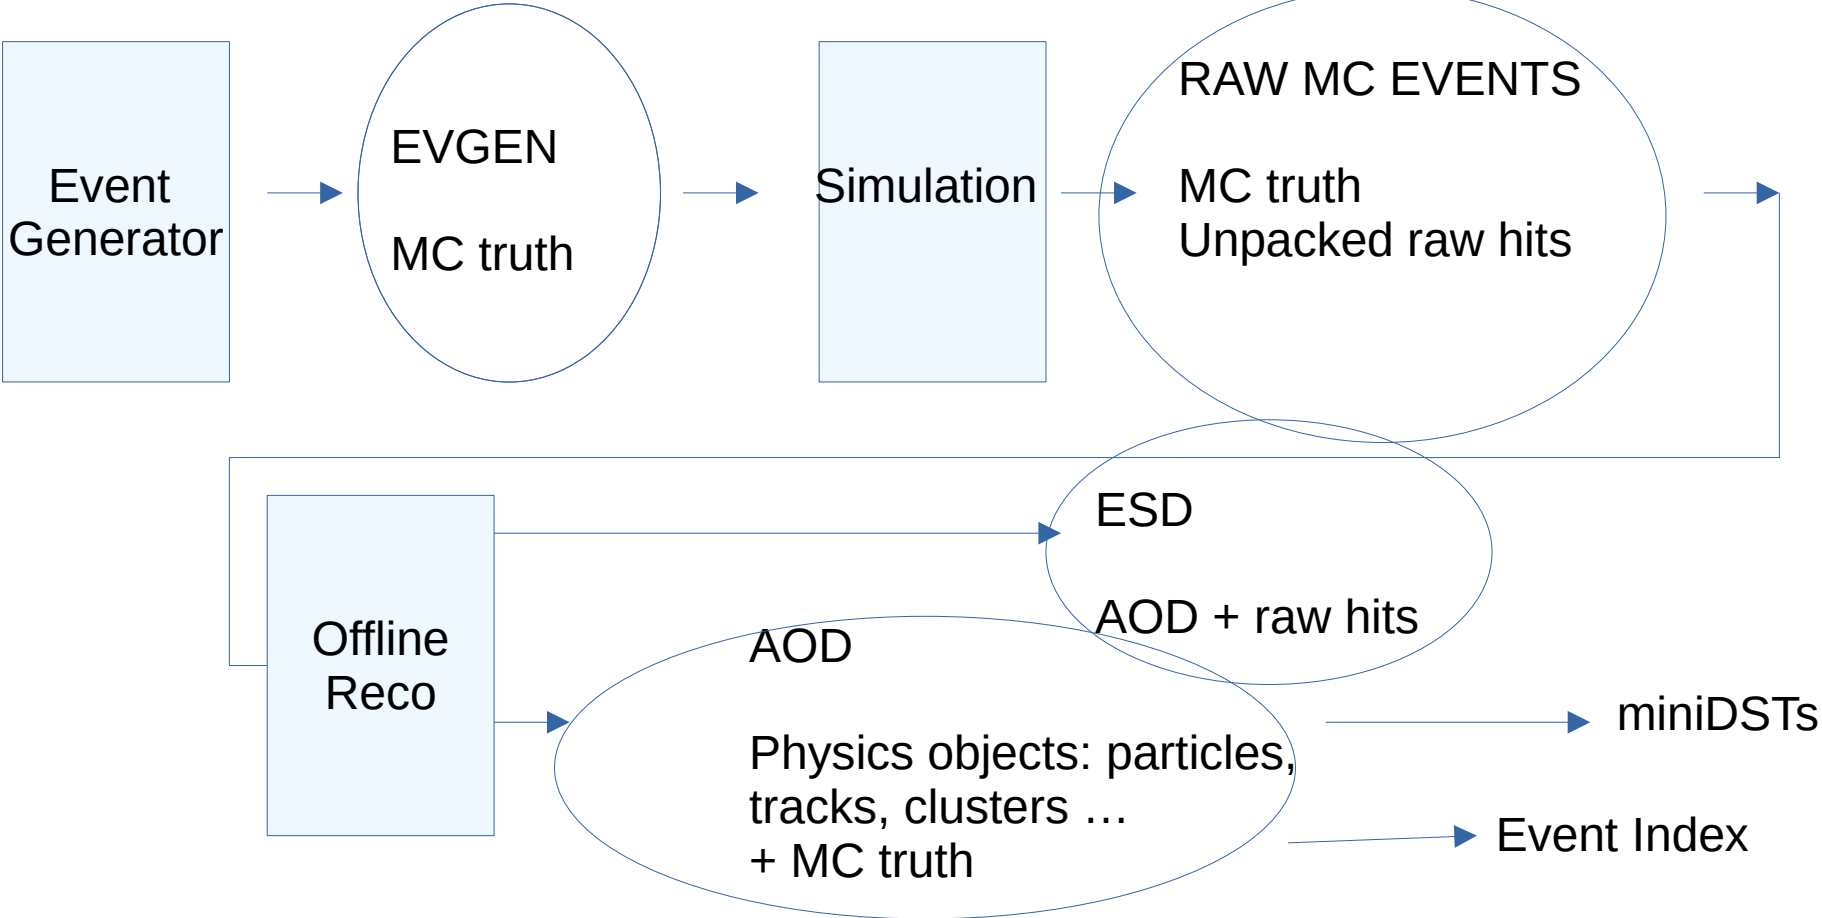 Event
Generator
EVGEN
MC truth
Simulation
RAW MC EVENTS
MC truth
Unpacked raw hits
Offline
Reco
ESD
AOD + raw hits
AOD
Physics objects: particles,
tracks, clusters …
+ MC truth
miniDSTs
Event Index